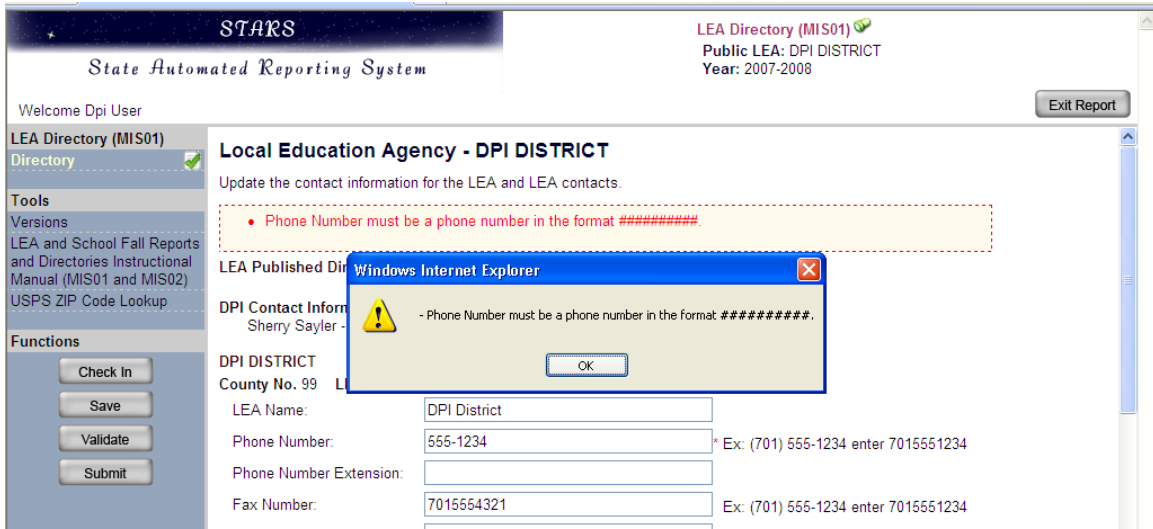 STARS
State Automated Reporting System
LEA Directory (MIS01)
Public LEA: DPI DISTRICT
Year: 2007-2008
Welcome Dpi User
Exit Report
LEA Directory (MIS01)
Directory
Tools
Versions
LEA and School Fall Reports
and Directories Instructional
Manual (MIS01 and MIS02)
USPS ZIP Code Lookup
Functions
Check In
Save
Validate
Submit
Local Education Agency - DPI DISTRICT
Update the contact information for the LEA and LEA contacts.
• Phone Number must be a phone number in the format ##########.
LEA Published Dir
Windows Internet Explorer
- Phone Number must be a phone number in the format ##########.
OK
DPI Contact Inform
Sherry Sayler -
DPI DISTRICT
County No. 99
LEA Name: DPI District
Phone Number: 555-1234 * Ex: (701) 555-1234 enter 7015551234
Phone Number Extension:
Fax Number: 7015554321 Ex: (701) 555-1234 enter 7015551234